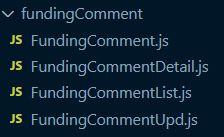 fundingComment
JS FundingComment.js
JS FundingCommentDetail.js
JS FundingCommentList.js
JS FundingCommentUpd.js